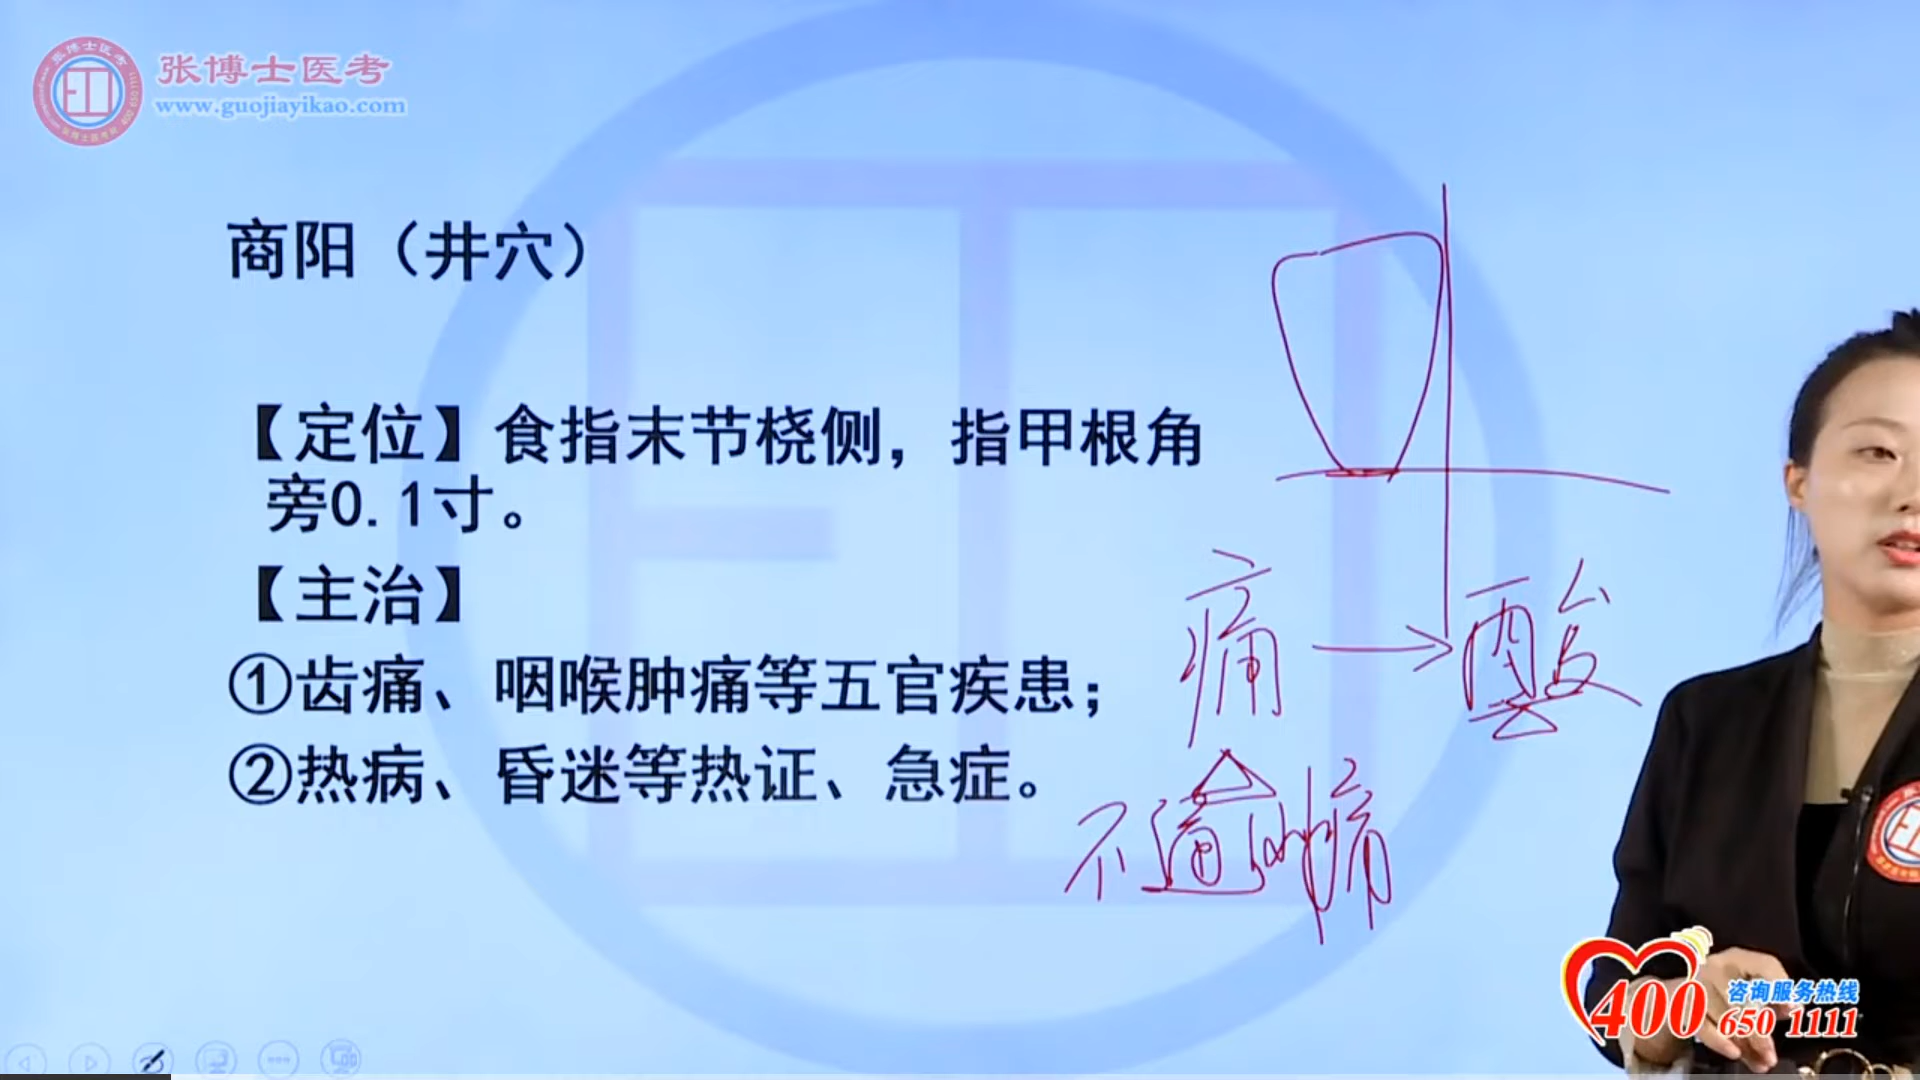 张博士医考
www.guojiayikao.com
商阳（井穴）
【定位】食指末节桡侧，指甲根角
旁0.1寸。
【主治】
①齿痛、咽喉肿痛等五官疾患；
②热病、昏迷等热证、急症。
痛 → 酸
不通则痛
400
咨询服务热线
650 1111